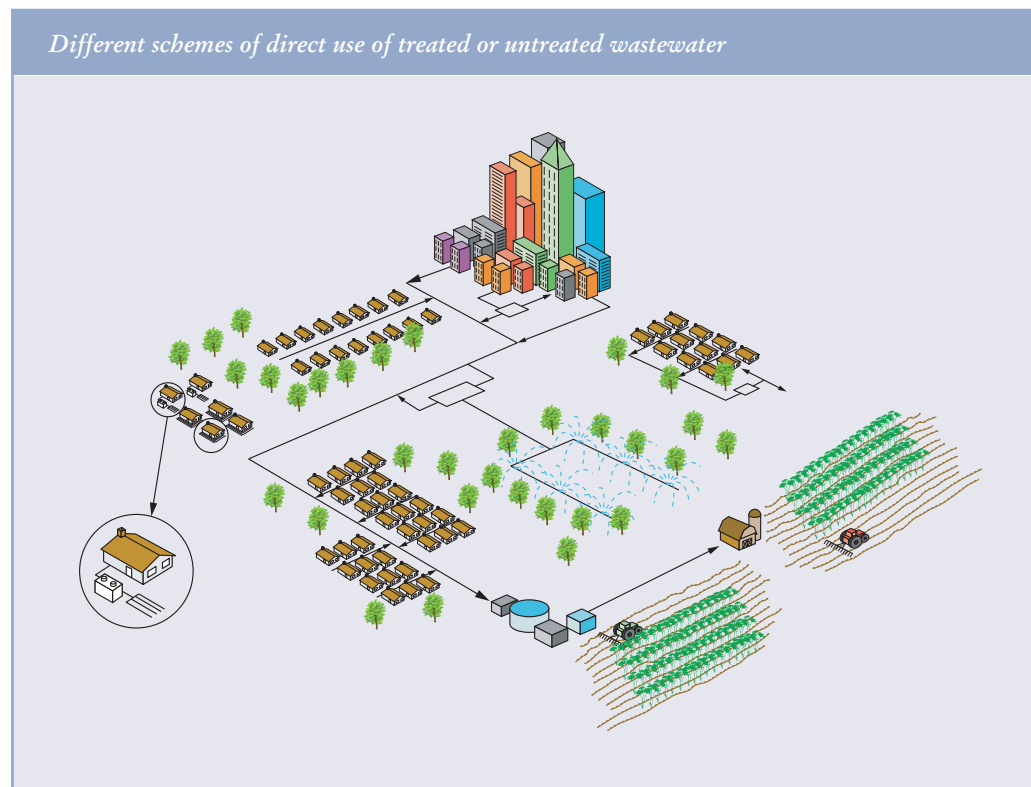 Different schemes of direct use of treated or untreated wastewater